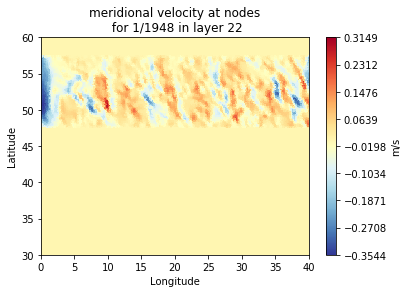 meridional velocity at nodes
for 1/1948 in layer 22
60
55
50
45
40
35
30
Latitude
0 5 10 15 20 25 30 35 40
Longitude
0.3149
0.2312
0.1476
0.0639
−0.0198
−0.1034
−0.1871
−0.2708
−0.3544
m/s